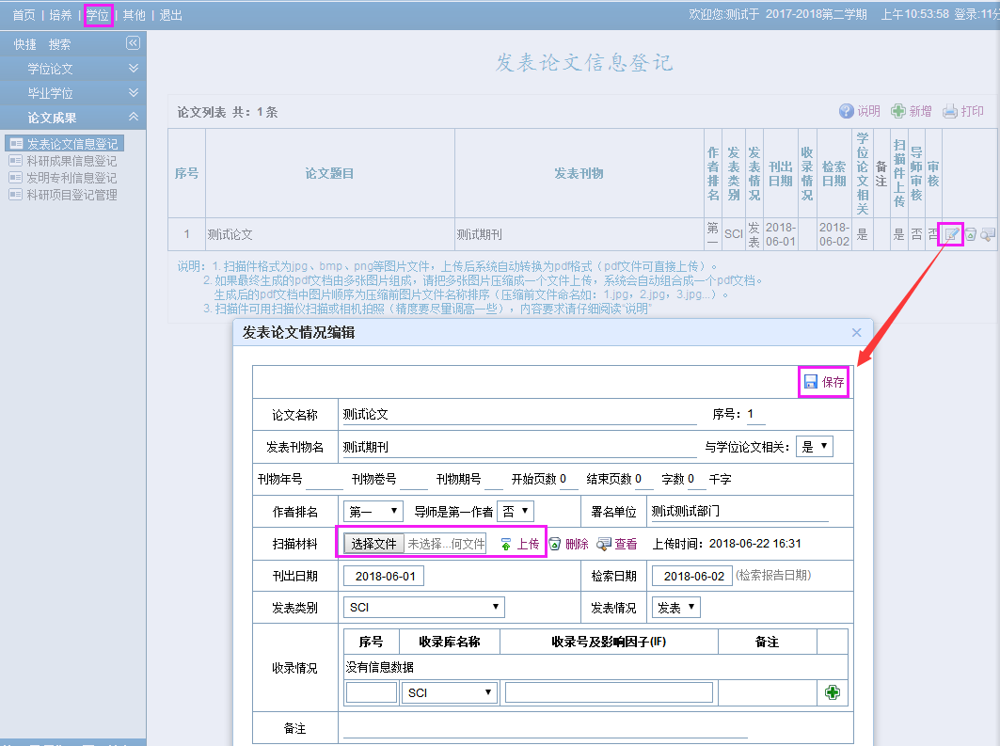 首页 | 培养 | 学位 | 其他 | 退出
欢迎您:测试于 2017-2018第二学期 上午10:53:58 登录:11分
快捷 搜索
学位论文
毕业学位
论文成果
发表论文信息登记
科研成果信息登记
发明专利信息登记
科研项目登记管理
发表论文信息登记
论文列表 共：1条
说明 新增 打印
序号 论文题目 发表刊物 作者排名 发表类别 发表情况 刊出日期 收录情况 检索日期 学位论文相关 备注 扫描件上传 导师审核 审核
1 测试论文 测试期刊 第一 SCI 发表 2018-06-01 2018-06-02 是 是 否 否
说明：1. 扫描件格式为jpg、bmp、png等图片文件，上传后系统自动转换为pdf格式（pdf文件可直接上传）。
2. 如果最终生成的pdf文档由多张图片组成，请把多张图片压缩成一个文件上传，系统会自动组合成一个pdf文档。
生成后的pdf文档中图片顺序为压缩前图片文件名称排序（压缩前文件命名如：1.jpg，2.jpg，3.jpg...）。
3. 扫描件可用扫描仪扫描或相机拍照（精度要尽量调高一些），内容要求请仔细阅读“说明”
发表论文情况编辑
保存
论文名称 测试论文 序号：1
发表刊物名 测试期刊 与学位论文相关： 是
刊物年号 刊物卷号 刊物期号 开始页数 0 结束页数 0 字数 0 千字
作者排名 第一 导师是第一作者 否 署名单位 测试测试部门
扫描材料 选择文件 未选择...何文件 上传 删除 查看 上传时间：2018-06-22 16:31
刊出日期 2018-06-01 检索日期 2018-06-02 (检索报告日期)
发表类别 SCI 发表情况 发表
收录情况
序号 收录库名称 收录号及影响因子(IF) 备注
没有信息数据
SCI
备注